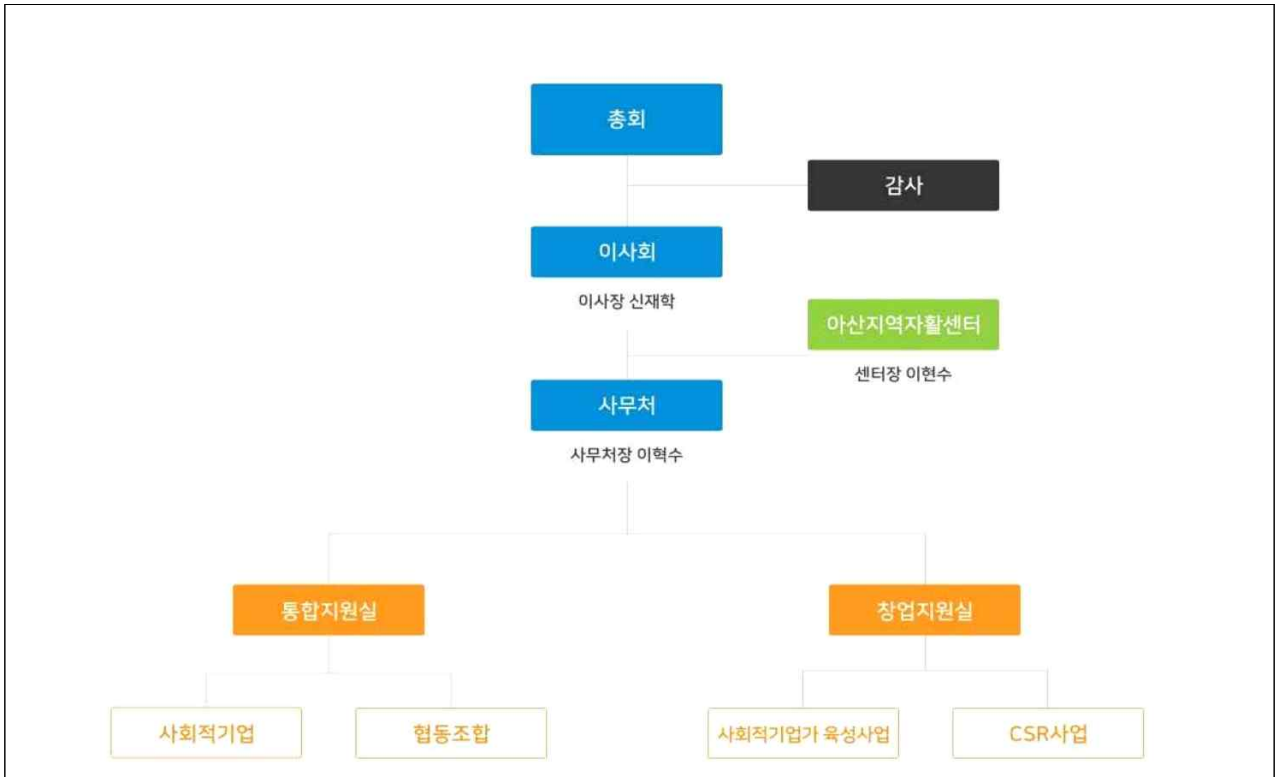 총회
감사
이사회
이사장 신재학
아산지역자활센터
센터장 이현수
사무처
사무처장 이혁수
통합지원실
창업지원실
사회적기업
협동조합
사회적기업가 육성사업
CSR사업